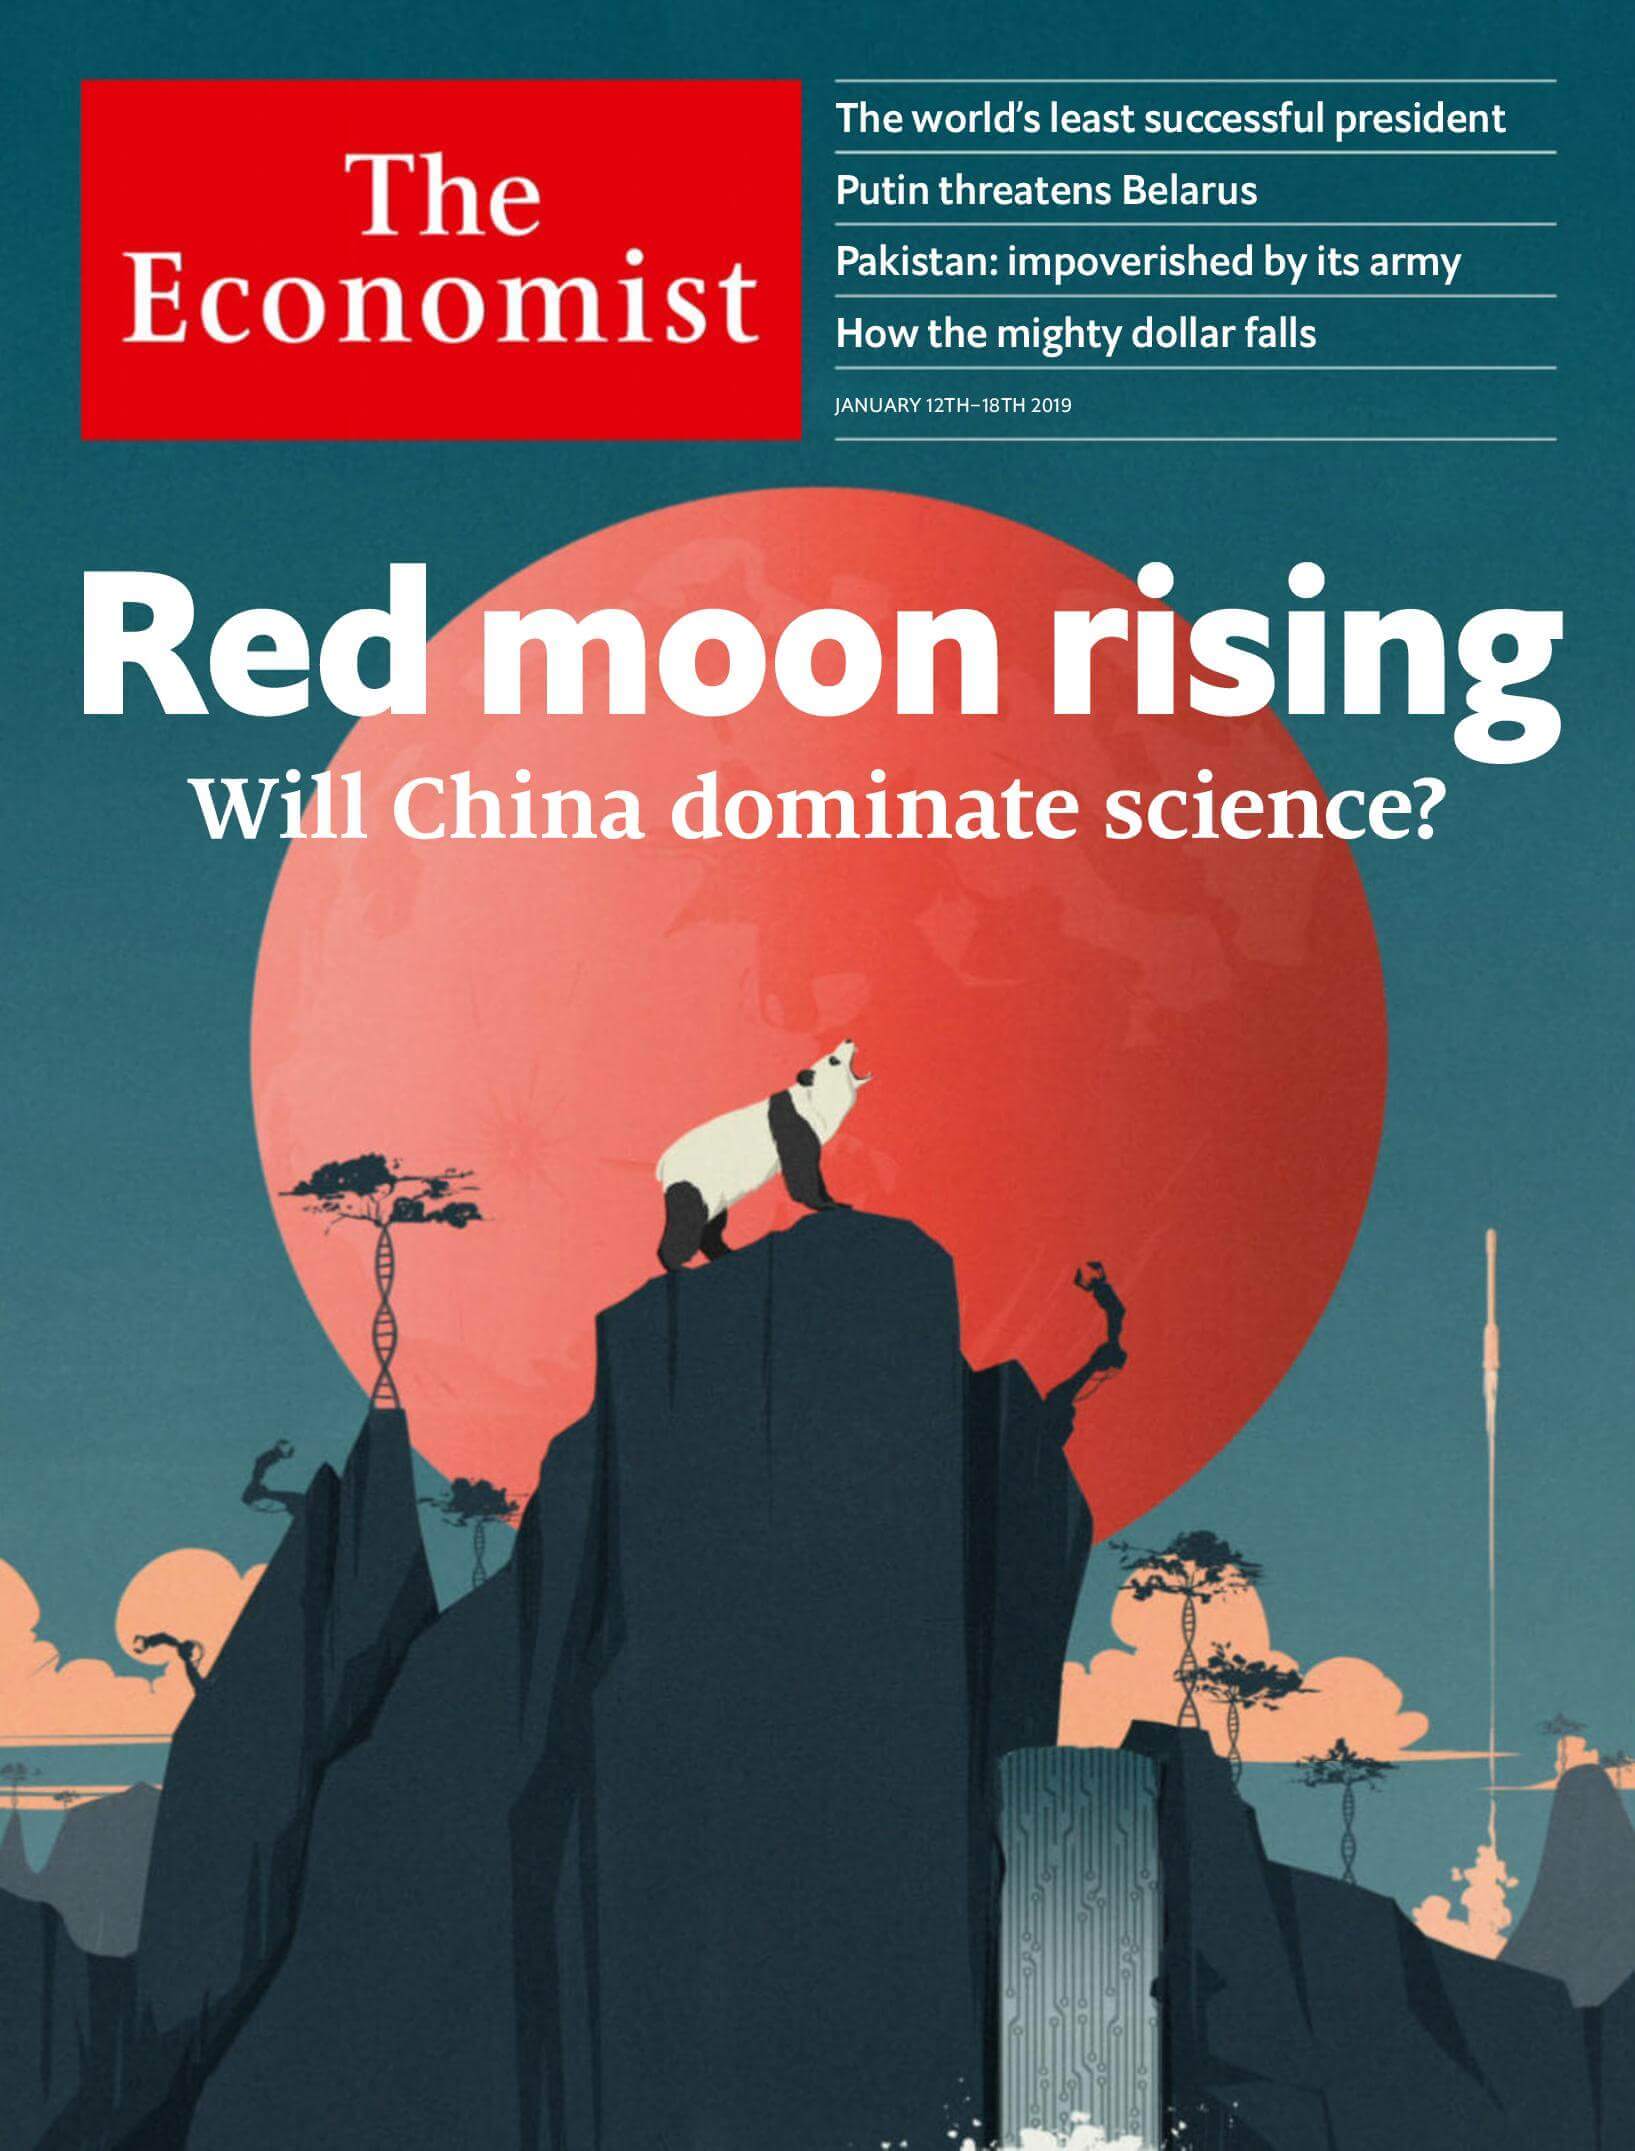 The
Economist
The world's least successful president
Putin threatens Belarus
Pakistan: impoverished by its army
How the mighty dollar falls
JANUARY 12TH–18TH 2019
Red moon rising
Will China dominate science?